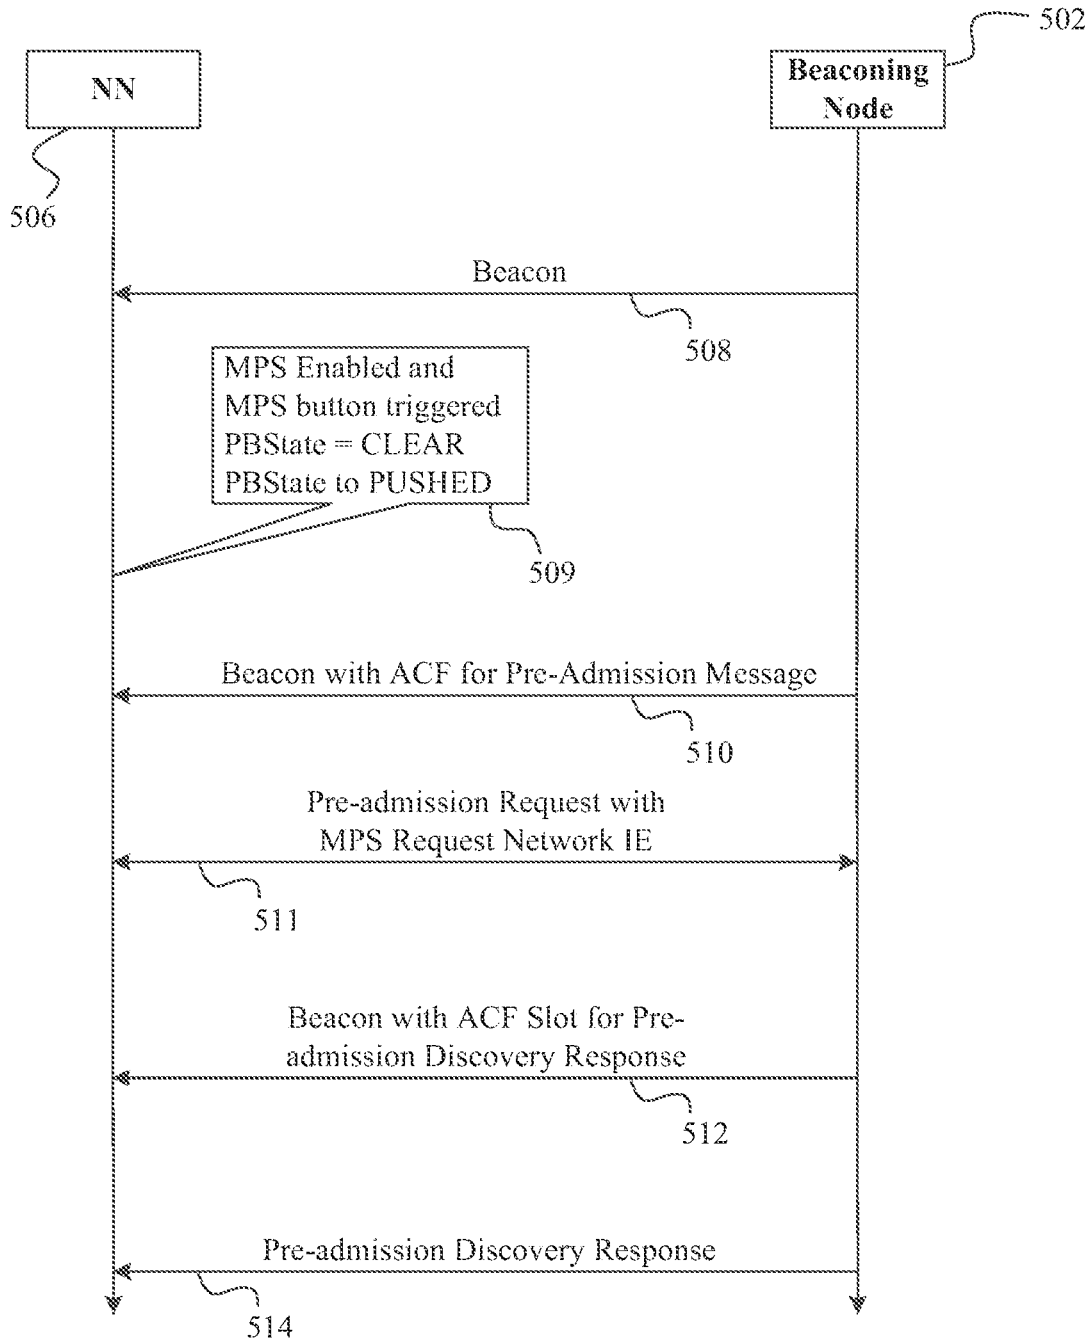 502
NN
Beaconing
Node
506
Beacon
508
MPS Enabled and
MPS button triggered
PBState = CLEAR
PBState to PUSHED
509
Beacon with ACF for Pre-Admission Message
510
Pre-admission Request with
MPS Request Network IE
511
Beacon with ACF Slot for Pre-
admission Discovery Response
512
Pre-admission Discovery Response
514